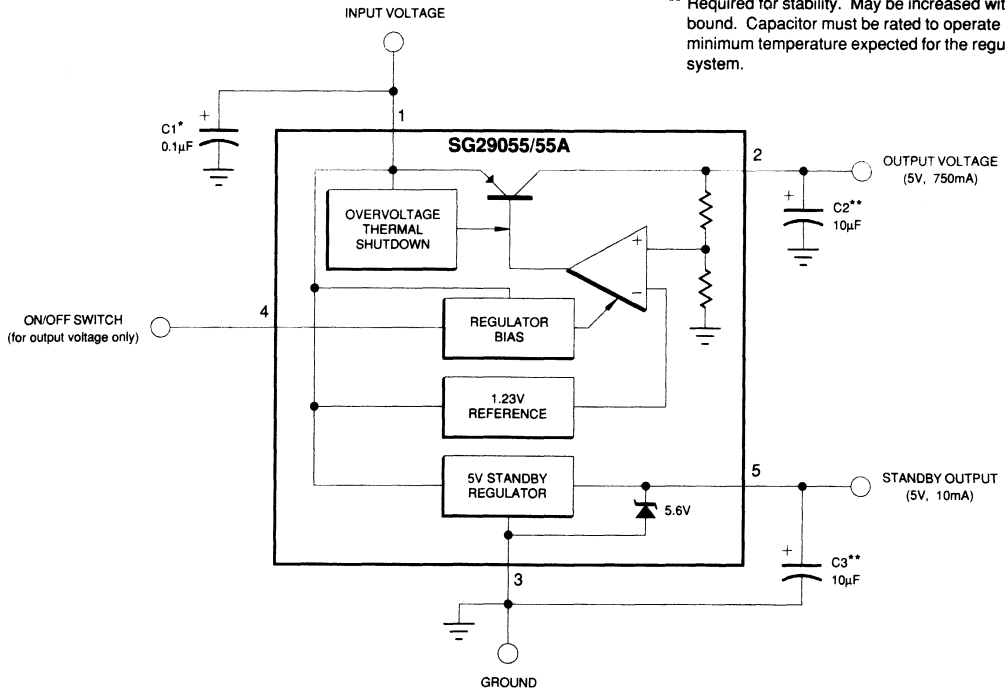 INPUT VOLTAGE
** Required for stability. May be increased
bound. Capacitor must be rated to operate
minimum temperature expected for the
system.
C1*
0.1µF
+
1
SG29055/55A
2
OUTPUT VOLTAGE
(5V, 750mA)
+
C2**
10µF
OVERVOLTAGE
THERMAL
SHUTDOWN
+
−
ON/OFF SWITCH
(for output voltage only)
4
REGULATOR
BIAS
1.23V
REFERENCE
5V STANDBY
REGULATOR
5.6V
5
STANDBY OUTPUT
(5V, 10mA)
+
C3**
10µF
3
GROUND